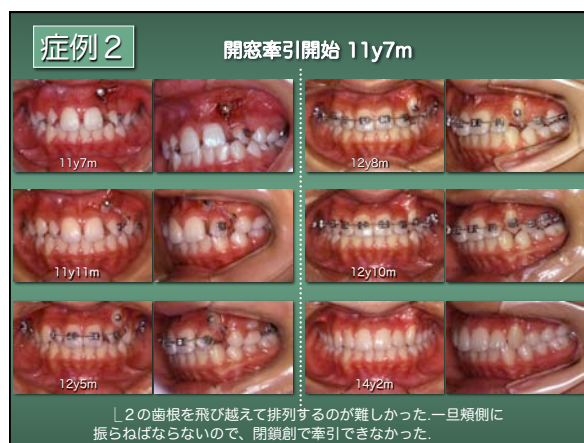 症例２
開窓牽引開始 11y7m
11y7m
12y8m
11y11m
12y10m
12y5m
14y2m
⎿２の歯根を飛び越えて排列するのが難しかった.一旦頬側に
振らねばならないので、閉鎖創で牽引できなかった.